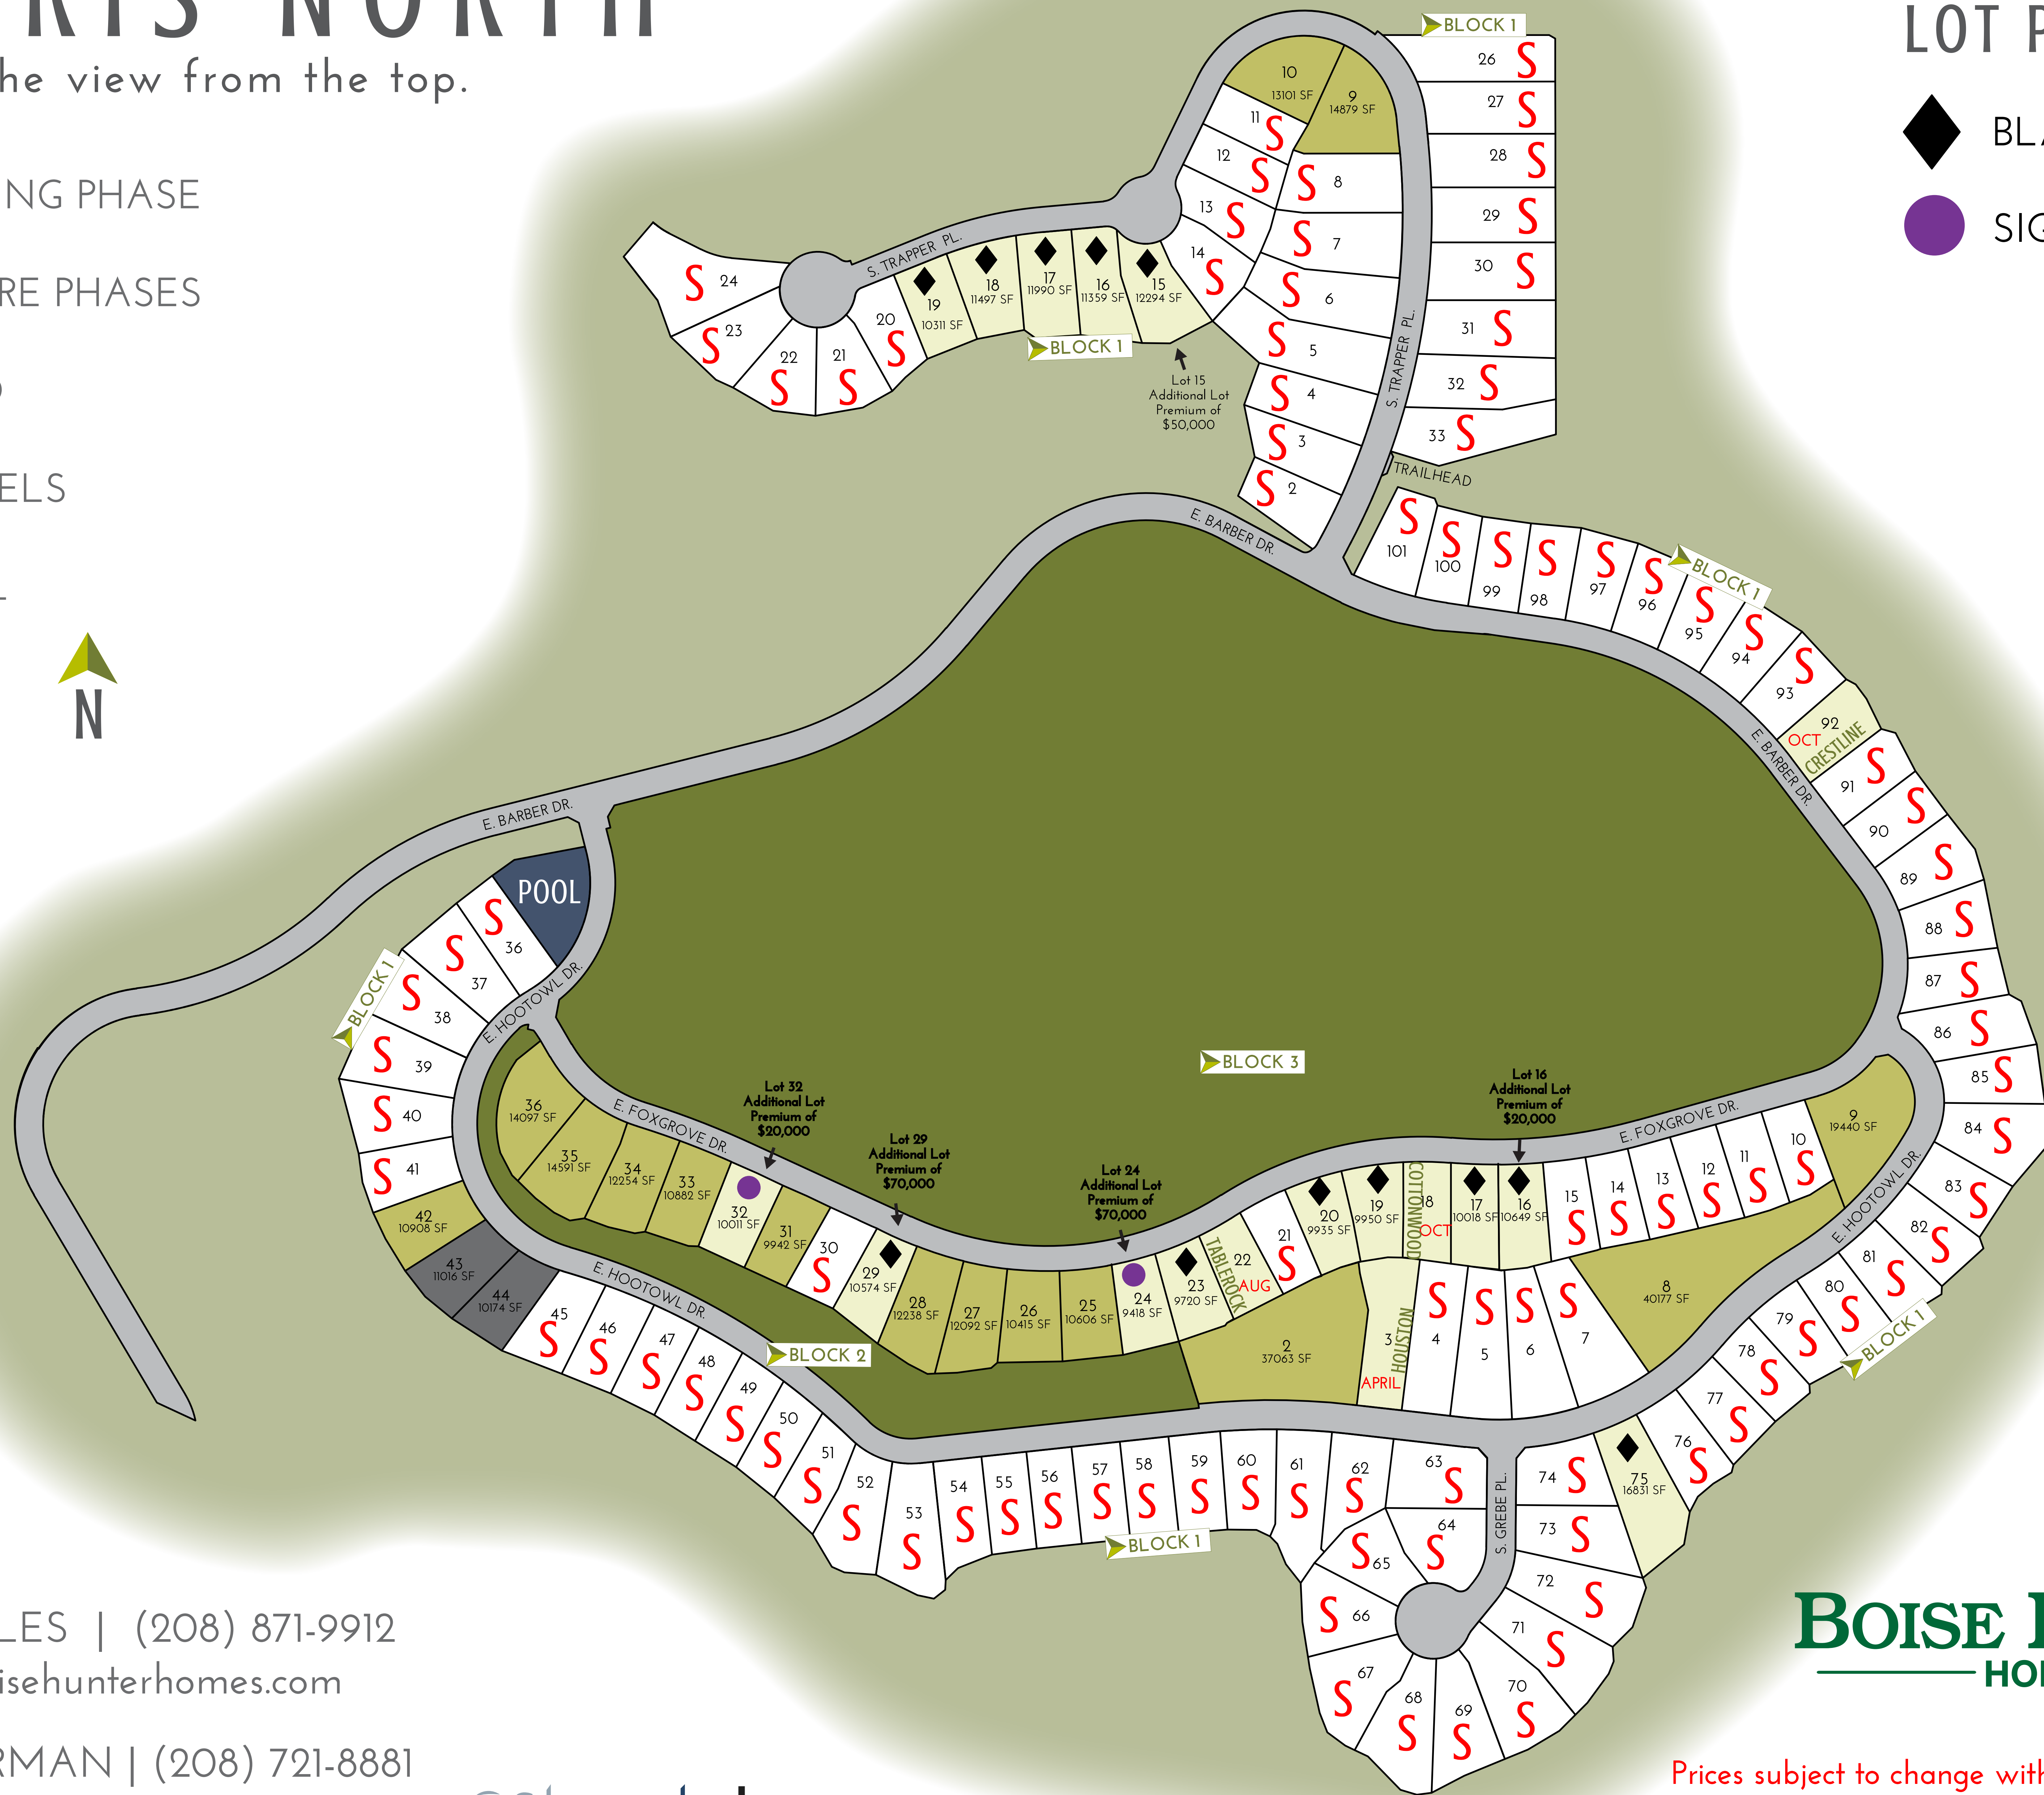 RTS NORTH
he view from the top.
NG PHASE
RE PHASES
ELS
N
LOT P
BLA
SIG
BLOCK 1
26 S
27 S
28 S
29 S
30 S
31 S
32 S
33 S
10
13101 SF
9
14879 SF
11 S
12 S
13 S
14 S
S 8
S 7
S 6
S 5
S 4
S 3
S 2
S. TRAPPER PL.
S. TRAPPER PL.
S 24
S 23
22 S
21 S
20 S
19
10311 SF
18
11497 SF
17
11990 SF
16
11359 SF
15
12294 SF
BLOCK 1
Lot 15
Additional Lot
Premium of
$50,000
TRAILHEAD
E. BARBER DR.
S 101
S 100
S 99
S 98
S 97
S 96
S 95
S 94
S 93
BLOCK 1
92
OCT
CRESTLINE
E. BARBER DR.
91 S
90 S
89 S
88 S
87 S
86 S
85 S
84 S
83 S
82 S
81 S
80 S
79 S
78 S
77 S
76 S
BLOCK 1
E. BARBER DR.
POOL
S 36
S 37
S 38
S 39
S 40
S 41
BLOCK 1
E. HOOTOWL DR.
42
10908 SF
43
11016 SF
44
10174 SF
BLOCK 3
E. FOXGROVE DR.
36
14097 SF
35
14591 SF
34
12254 SF
33
10882 SF
Lot 32
Additional Lot
Premium of
$20,000
32
10011 SF
31
9942 SF
30 S
Lot 29
Additional Lot
Premium of
$70,000
29
10574 SF
28
12238 SF
27
12092 SF
26
10415 SF
25
10606 SF
Lot 24
Additional Lot
Premium of
$70,000
24
9418 SF
23
9720 SF
TABLEROCK
22
AUG
21 S
20
9935 SF
19
9950 SF
COTTONWOOD
18
OCT
17
10018 SF
Lot 16
Additional Lot
Premium of
$20,000
16
10649 SF
E. FOXGROVE DR.
15 S
14 S
13 S
12 S
11 S
10 S
9
19440 SF
E. HOOTOWL DR.
8
40177 SF
2
37063 SF
3
HOUSTON
APRIL
S 4
S 5
S 6
S 7
BLOCK 2
E. HOOTOWL DR.
45 S
46 S
47 S
48 S
49 S
50 S
51 S
52 S
53 S
54 S
55 S
56 S
57 S
58 S
59 S
60 S
61 S
62 S
63 S
64 S
S 65
S 66
67 S
68 S
69 S
70 S
71 S
72 S
73 S
74 S
75
16831 SF
BLOCK 1
S. GREBE PL.
LES | (208) 871-9912
isehunterhomes.com
RMAN | (208) 721-8881
BOISE
HO
Prices subject to change with